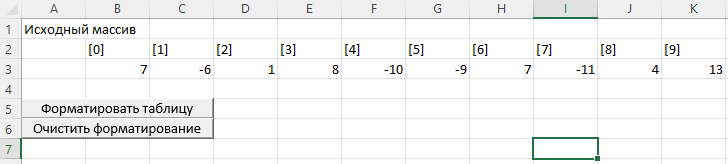 A B C D E F G H I J K
1 Исходный массив
2 [0] [1] [2] [3] [4] [5] [6] [7] [8] [9]
3 7 -6 1 8 -10 -9 7 -11 4 13
4
5 Форматировать таблицу
6 Очистить форматирование
7